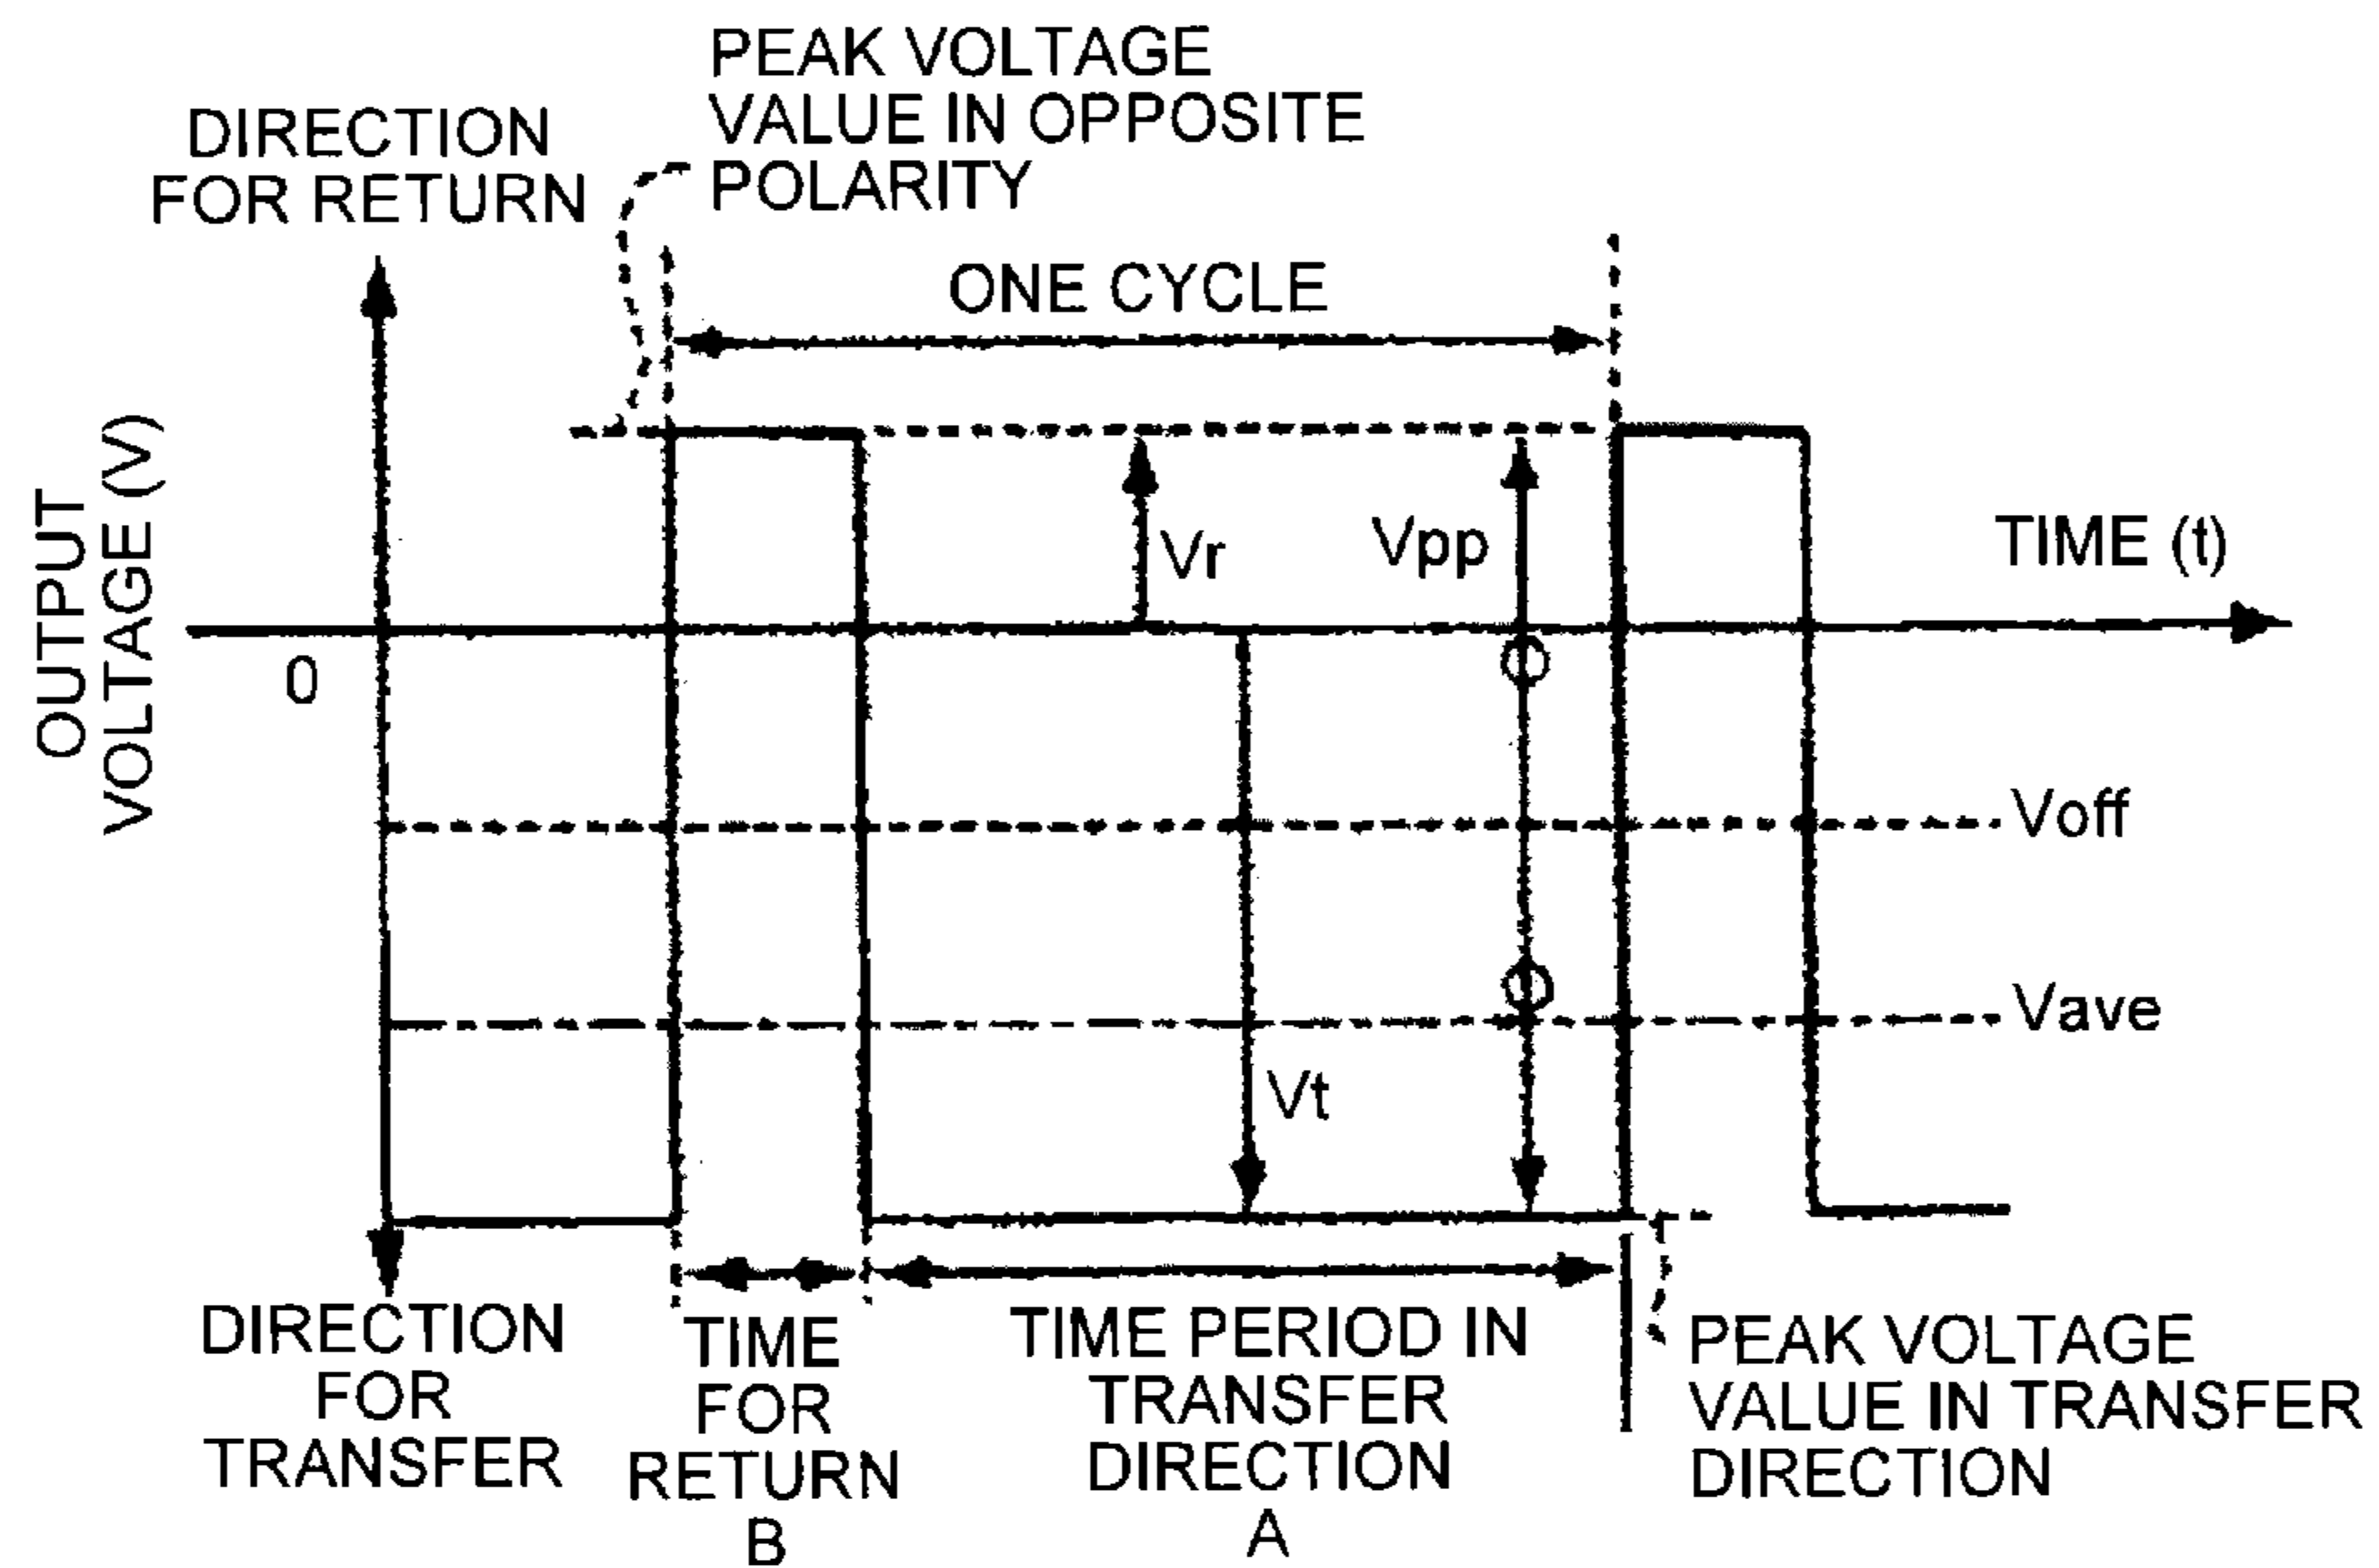 PEAK VOLTAGE
VALUE IN OPPOSITE
POLARITY
DIRECTION
FOR RETURN
ONE CYCLE
OUTPUT
VOLTAGE (V)
Vr
Vpp
TIME (t)
0
Voff
Vave
Vt
DIRECTION
FOR
TRANSFER
TIME
FOR
RETURN
B
TIME PERIOD IN
TRANSFER
DIRECTION
A
PEAK VOLTAGE
VALUE IN TRANSFER
DIRECTION